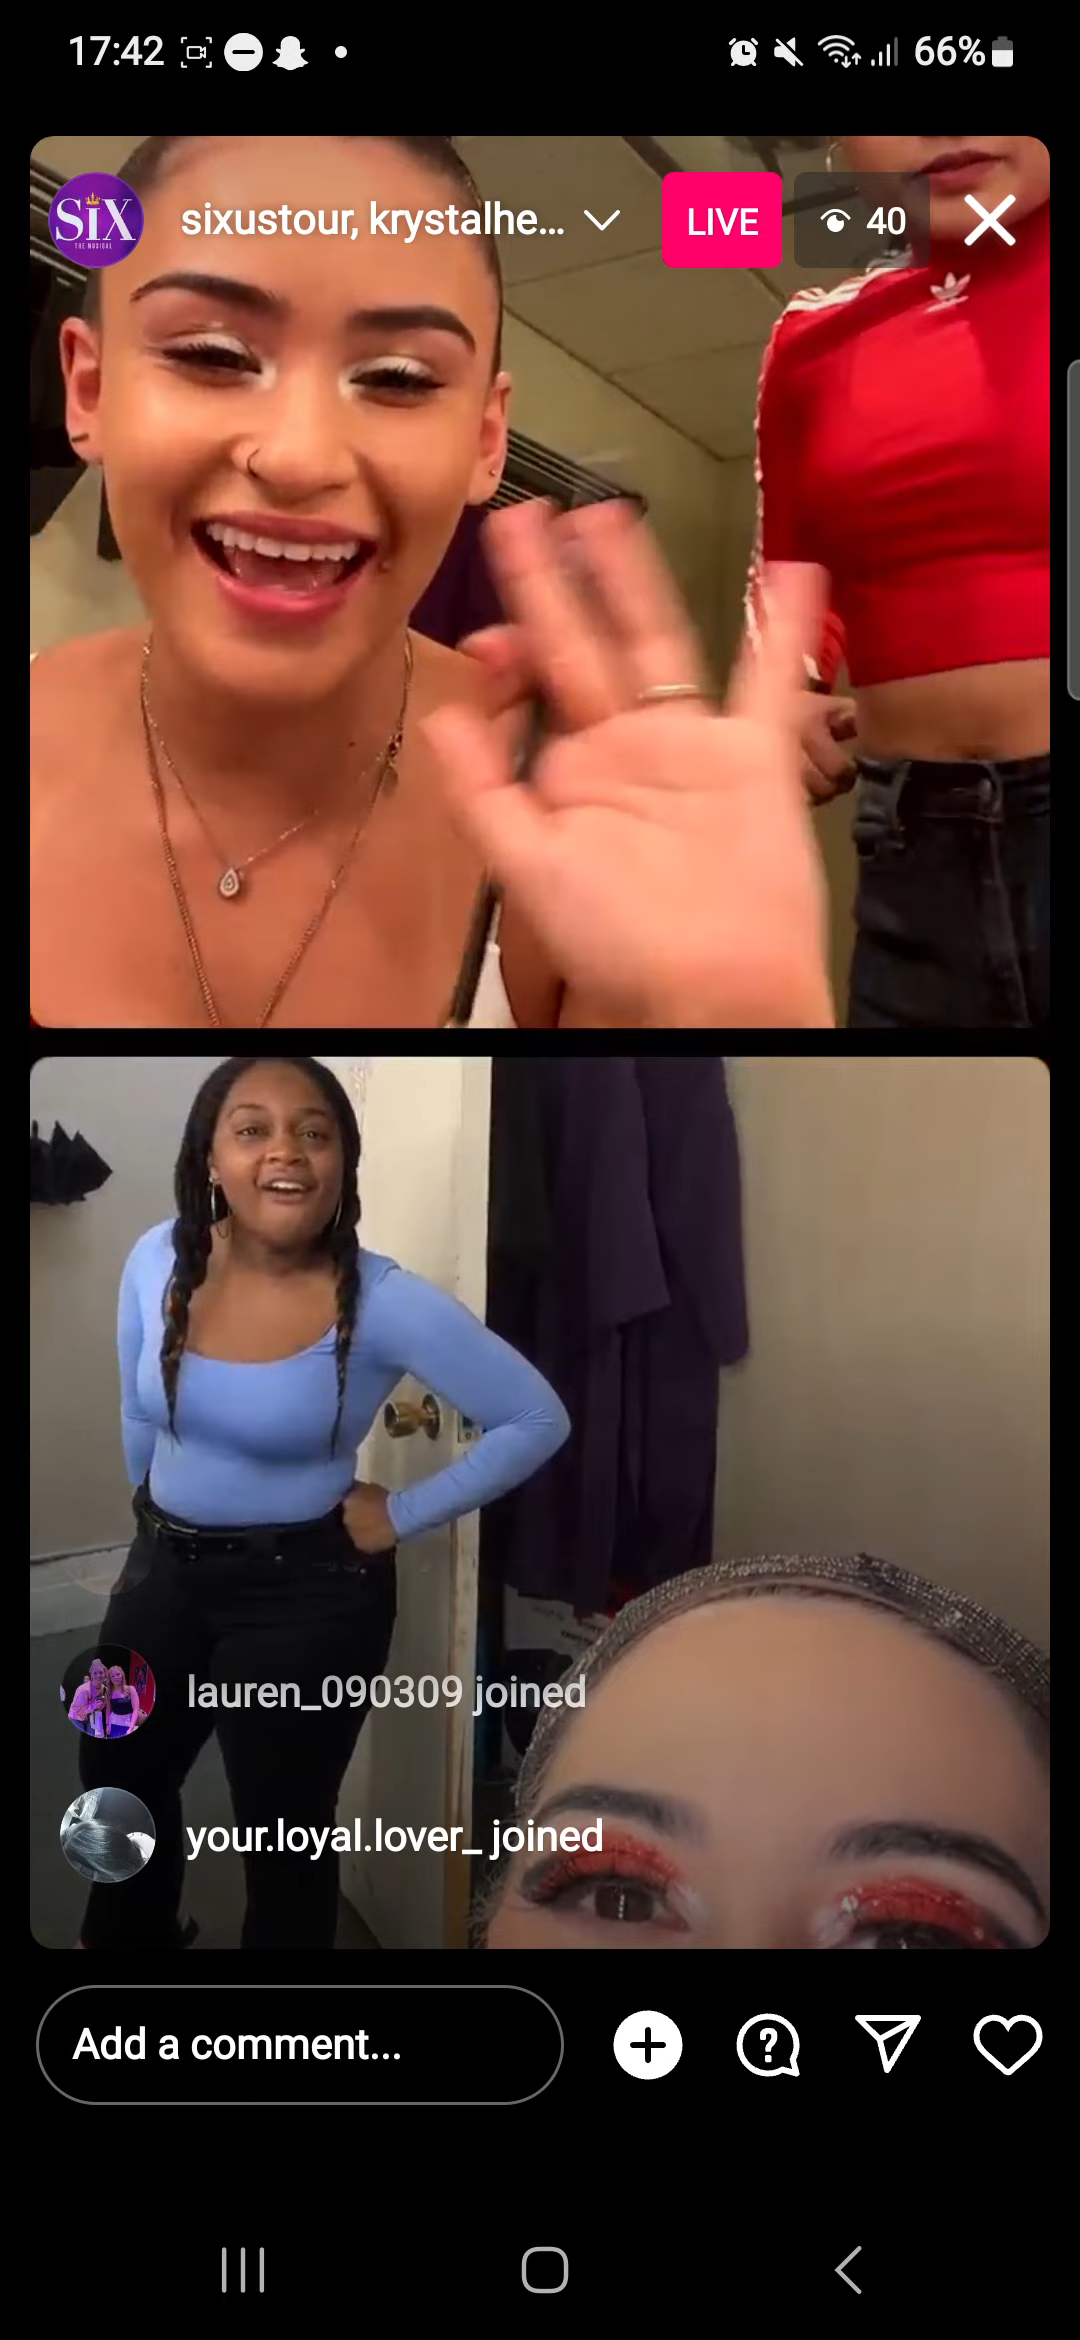 17:42
66%
SIX
THE MUSICAL
sixustour, krystalhe...
LIVE
40
lauren_090309 joined
your.loyal.lover_ joined
Add a comment...